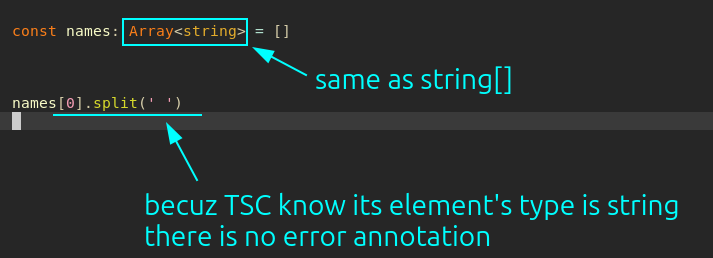 const names: Array<string> = []
same as string[]
names[0].split(' ')
becuz TSC know its element's type is string
there is no error annotation